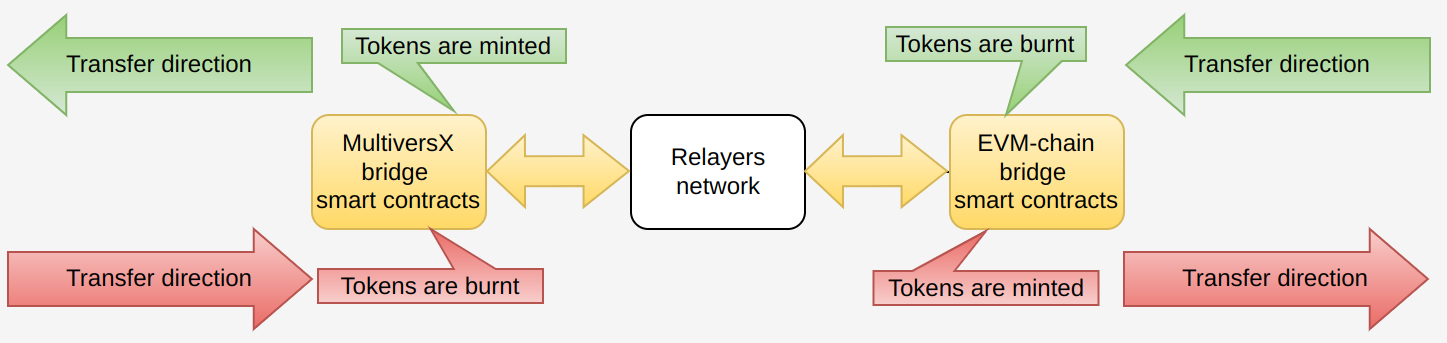 Transfer direction
Tokens are minted
Tokens are burnt
Transfer direction
MultiversX
bridge
smart contracts
Relayers
network
EVM-chain
bridge
smart contracts
Transfer direction
Tokens are burnt
Tokens are minted
Transfer direction